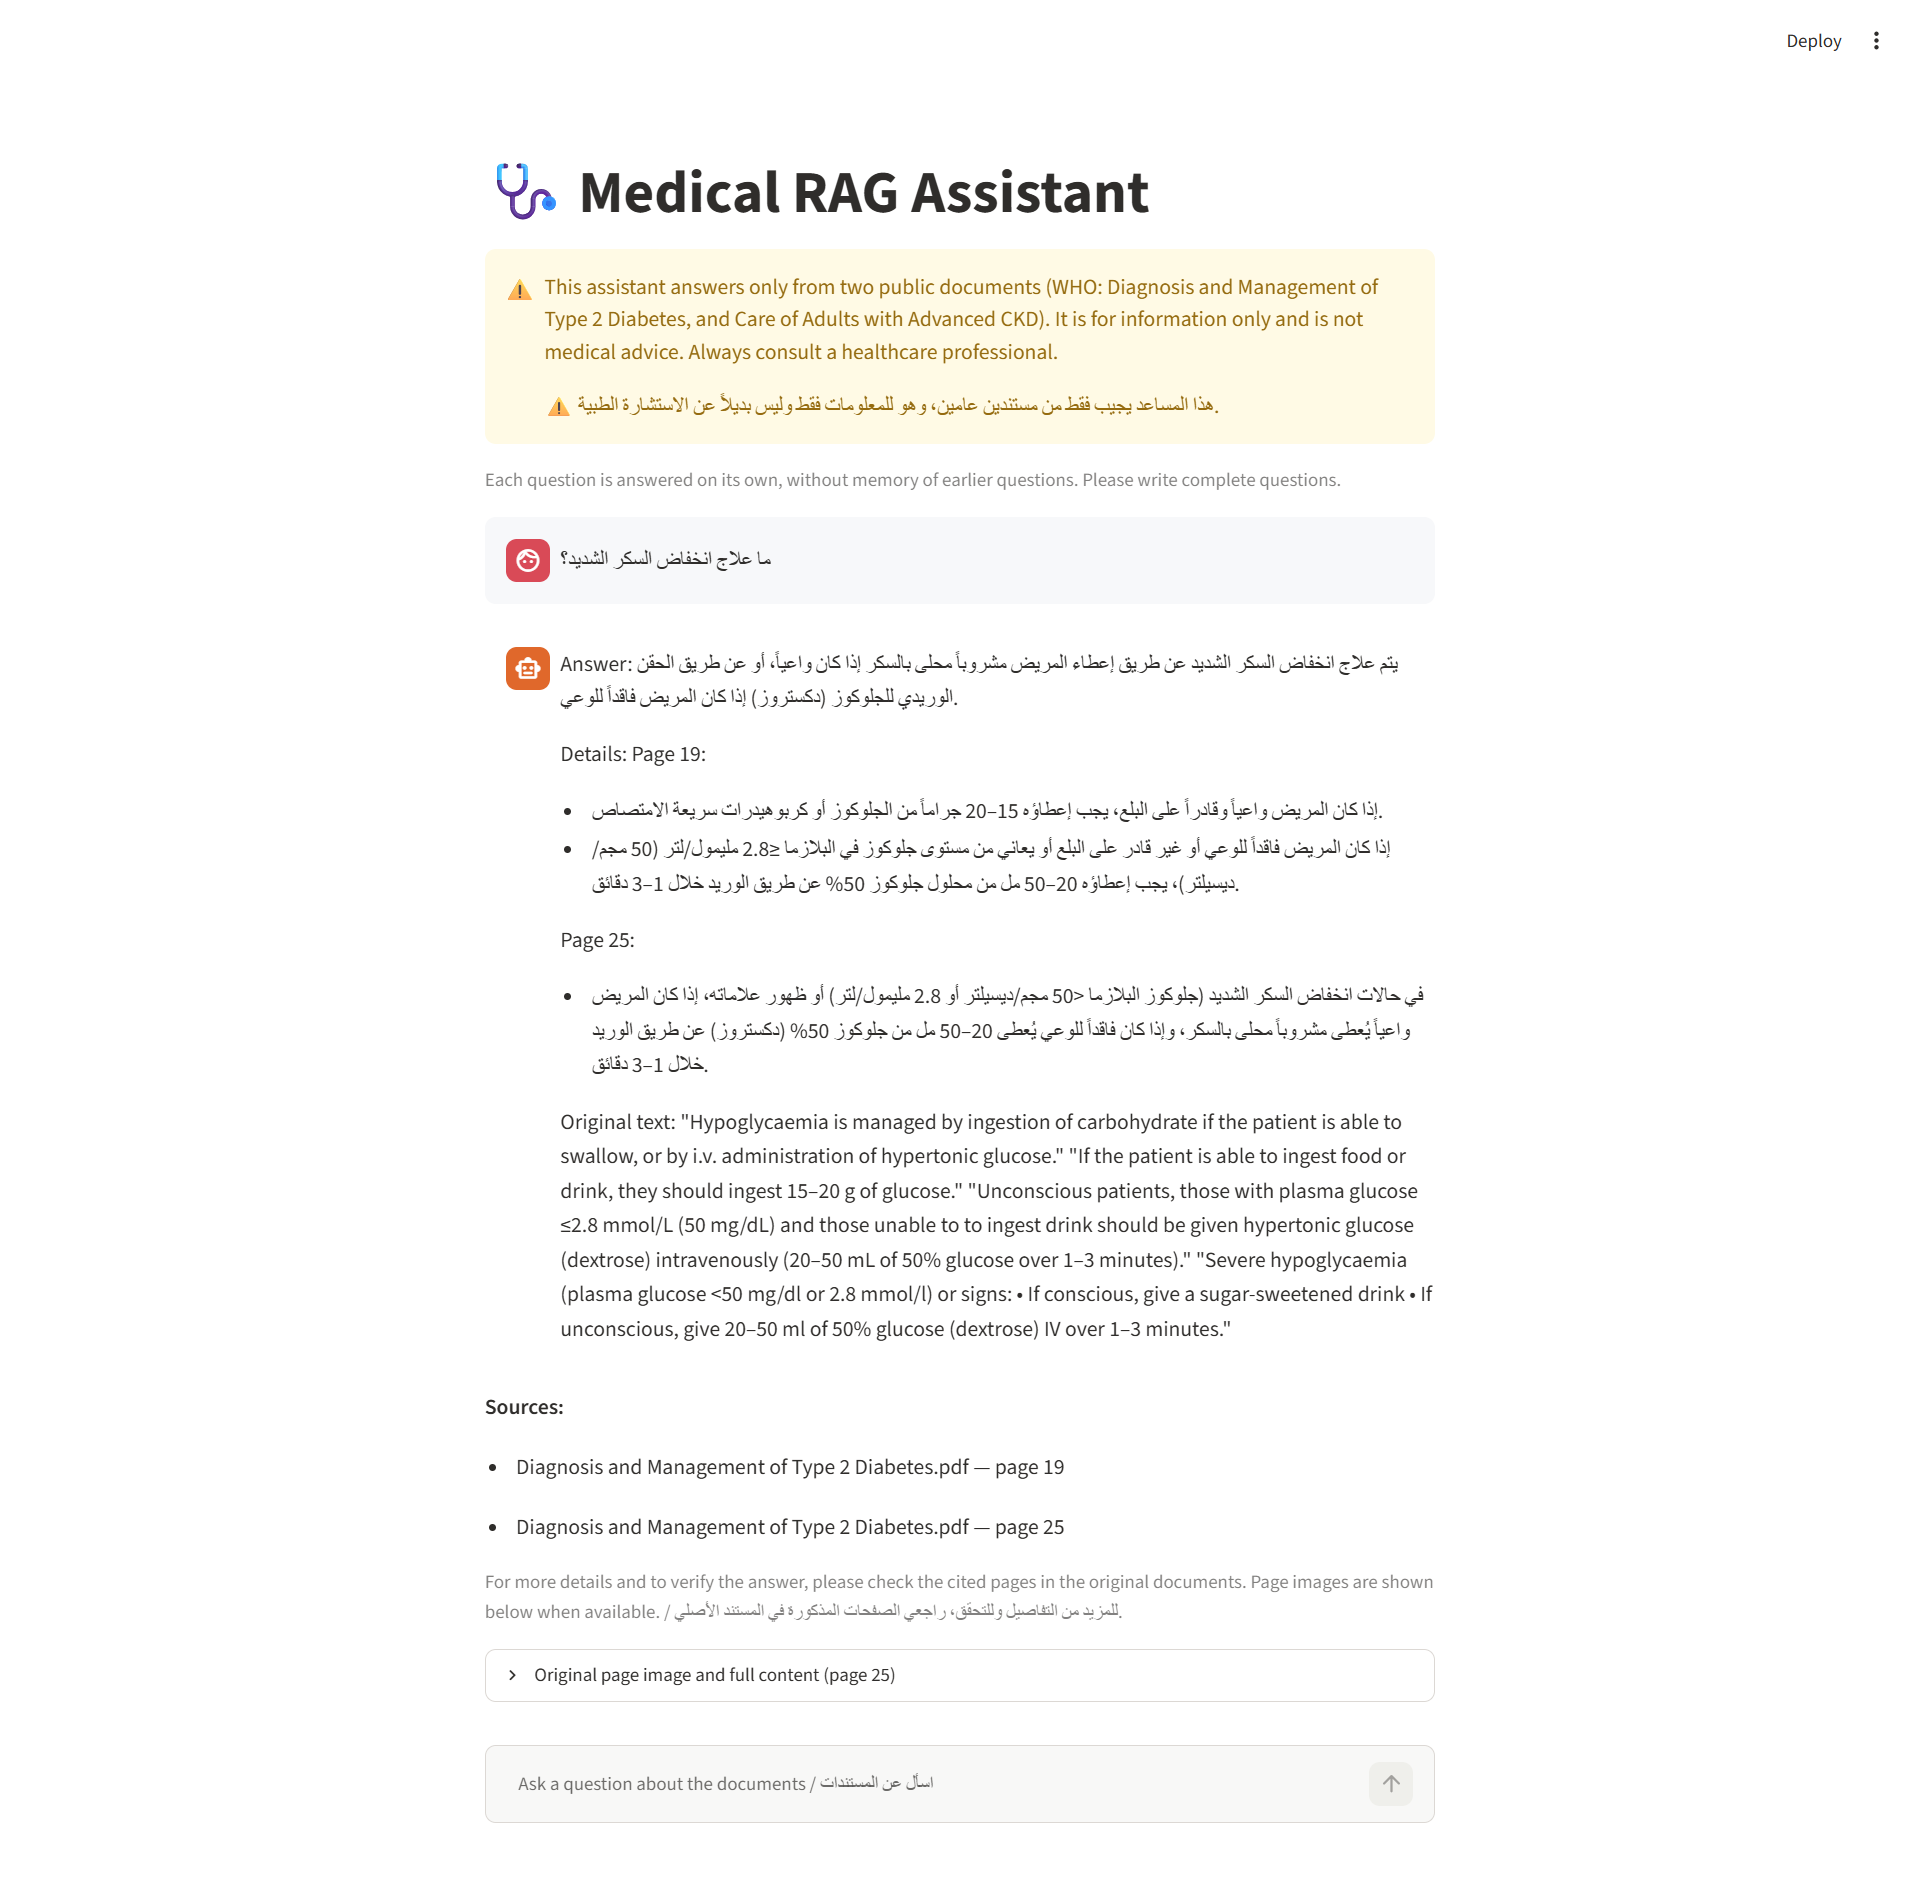 Deploy
Medical RAG Assistant
This assistant answers only from two public documents (WHO: Diagnosis and Management of
Type 2 Diabetes, and Care of Adults with Advanced CKD). It is for information only and is not
medical advice. Always consult a healthcare professional.
هذا المساعد يجيب فقط من مستندين عامين، وهو للمعلومات فقط وليس بديلاً عن الاستشارة الطبية.
Each question is answered on its own, without memory of earlier questions. Please write complete questions.
ما علاج انخفاض السكر الشديد؟
Answer: يتم علاج انخفاض السكر الشديد عن طريق إعطاء المريض مشروباً محلى بالسكر إذا كان واعياً، أو عن طريق الحقن
الوريدي للجلوكوز (دكستروز) إذا كان المريض فاقداً للوعي.
Details: Page 19:
• إذا كان المريض واعياً وقادراً على البلع، يجب إعطاؤه 15–20 جراماً من الجلوكوز أو كربوهيدرات سريعة الامتصاص.
• إذا كان المريض فاقداً للوعي أو غير قادر على البلع أو يعاني من مستوى جلوكوز في البلازما ≤2.8 مليمول/لتر (50 مجم/
ديسيلتر)، يجب إعطاؤه 20–50 مل من محلول جلوكوز 50% عن طريق الوريد خلال 1–3 دقائق.
Page 25:
• في حالات انخفاض السكر الشديد (جلوكوز البلازما <50 مجم/ديسيلتر أو 2.8 مليمول/لتر) أو ظهور علاماته، إذا كان المريض
واعياً يُعطى مشروباً محلى بالسكر، وإذا كان فاقداً للوعي يُعطى 20–50 مل من جلوكوز 50% (دكستروز) عن طريق الوريد
خلال 1–3 دقائق.
Original text: "Hypoglycaemia is managed by ingestion of carbohydrate if the patient is able to
swallow, or by i.v. administration of hypertonic glucose." "If the patient is able to ingest food or
drink, they should ingest 15–20 g of glucose." "Unconscious patients, those with plasma glucose
≤2.8 mmol/L (50 mg/dL) and those unable to to ingest drink should be given hypertonic glucose
(dextrose) intravenously (20–50 mL of 50% glucose over 1–3 minutes)." "Severe hypoglycaemia
(plasma glucose <50 mg/dl or 2.8 mmol/l) or signs: • If conscious, give a sugar-sweetened drink • If
unconscious, give 20–50 ml of 50% glucose (dextrose) IV over 1–3 minutes."
Sources:
• Diagnosis and Management of Type 2 Diabetes.pdf — page 19
• Diagnosis and Management of Type 2 Diabetes.pdf — page 25
For more details and to verify the answer, please check the cited pages in the original documents. Page images are shown
below when available. / للمزيد من التفاصيل وللتحقق، راجعي الصفحات المذكورة في المستند الأصلي.
Original page image and full content (page 25)
Ask a question about the documents / اسأل عن المستندات